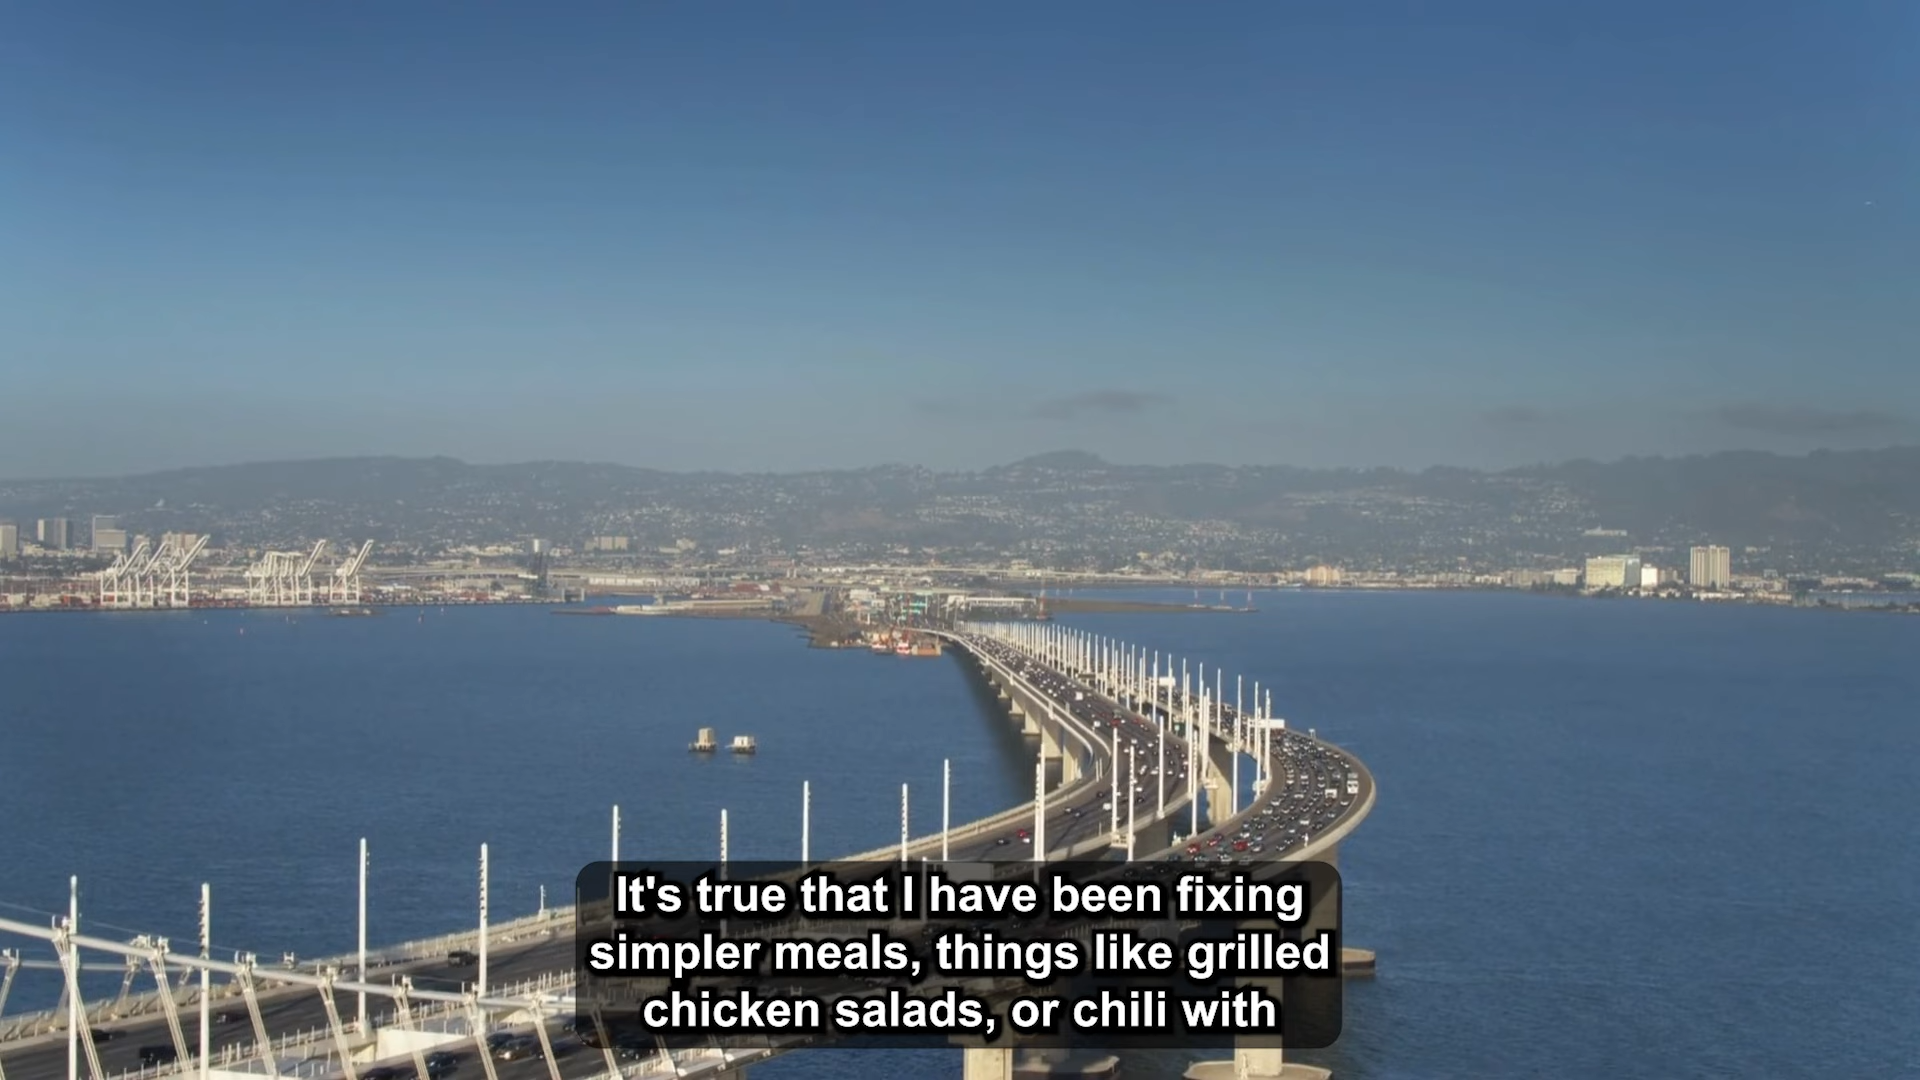 It's true that I have been fixing
simpler meals, things like grilled
chicken salads, or chili with